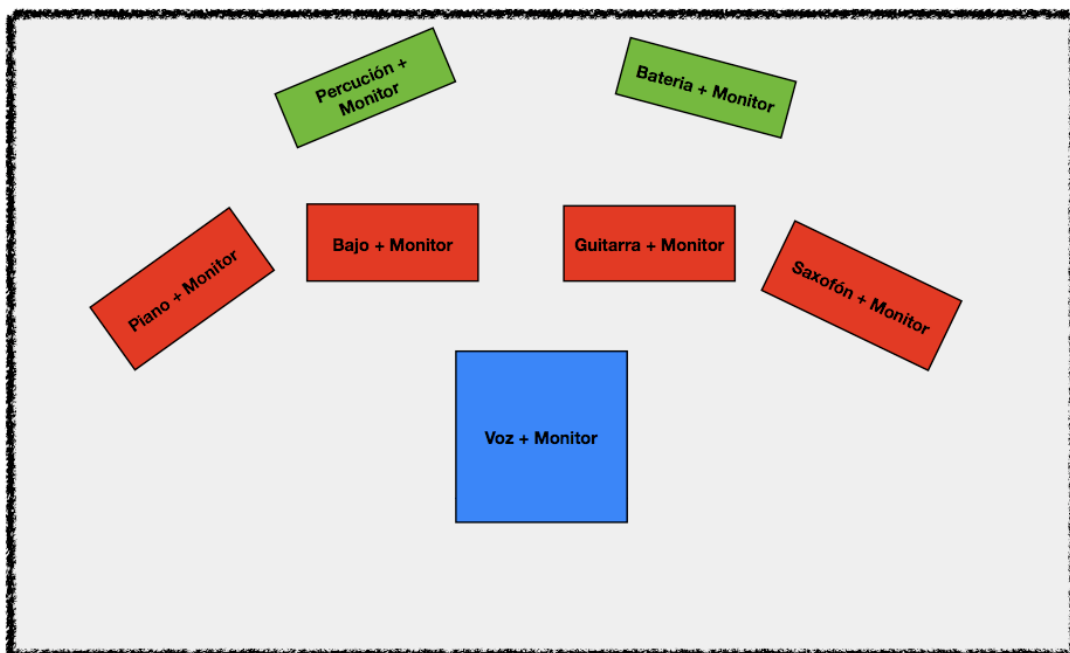 Percución +
Monitor
Bateria + Monitor
Piano + Monitor
Bajo + Monitor
Guitarra + Monitor
Saxofón + Monitor
Voz + Monitor